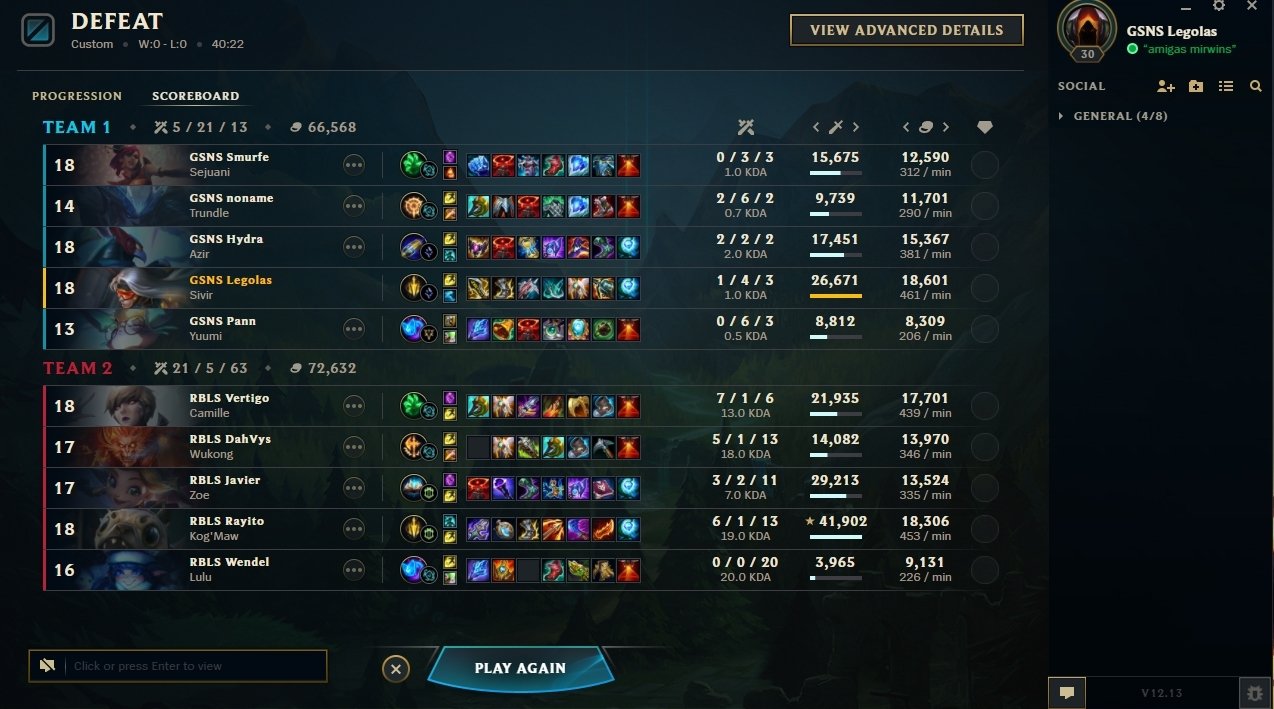 DEFEAT
Custom • W:0 - L:0 • 40:22
VIEW ADVANCED DETAILS
PROGRESSION SCOREBOARD
TEAM 1 • 5 / 21 / 13 • 66,568
18 GSNS Smurfe 0 / 3 / 3 15,675 12,590
Sejuani 1.0 KDA 312 / min
14 GSNS noname 2 / 6 / 2 9,739 11,701
Trundle 0.7 KDA 290 / min
18 GSNS Hydra 2 / 2 / 2 17,451 15,367
Azir 2.0 KDA 381 / min
18 GSNS Legolas 1 / 4 / 3 26,671 18,601
Sivir 1.0 KDA 461 / min
13 GSNS Pann 0 / 6 / 3 8,812 8,309
Yuumi 0.5 KDA 206 / min
TEAM 2 • 21 / 5 / 63 • 72,632
18 RBLS Vertigo 7 / 1 / 6 21,935 17,701
Camille 13.0 KDA 439 / min
17 RBLS DahVys 5 / 1 / 13 14,082 13,970
Wukong 18.0 KDA 346 / min
17 RBLS Javier 3 / 2 / 11 29,213 13,524
Zoe 7.0 KDA 335 / min
18 RBLS Rayito 6 / 1 / 13 41,902 18,306
Kog'Maw 19.0 KDA 453 / min
16 RBLS Wendel 0 / 0 / 20 3,965 9,131
Lulu 20.0 KDA 226 / min
Click or press Enter to view
PLAY AGAIN
30
GSNS Legolas
"amigas mirwins"
SOCIAL
GENERAL (4/8)
V12.13